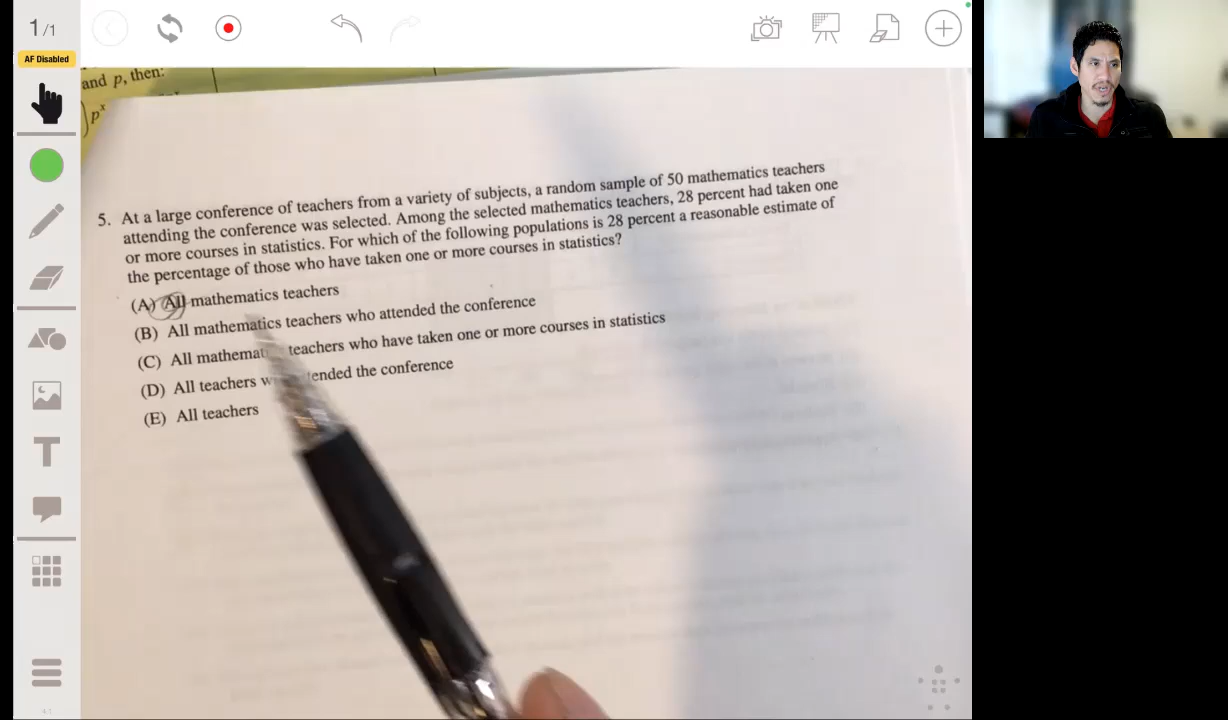 1/1
AF Disabled
and p, then:
p^x
5. At a large conference of teachers from a variety of subjects, a random sample of 50 mathematics teachers
attending the conference was selected. Among the selected mathematics teachers, 28 percent had taken one
or more courses in statistics. For which of the following populations is 28 percent a reasonable estimate of
the percentage of those who have taken one or more courses in statistics?
(A) All mathematics teachers
(B) All mathematics teachers who attended the conference
(C) All teachers who have taken one or more courses in statistics
(D) All teachers attended the conference
(E) All teachers
T